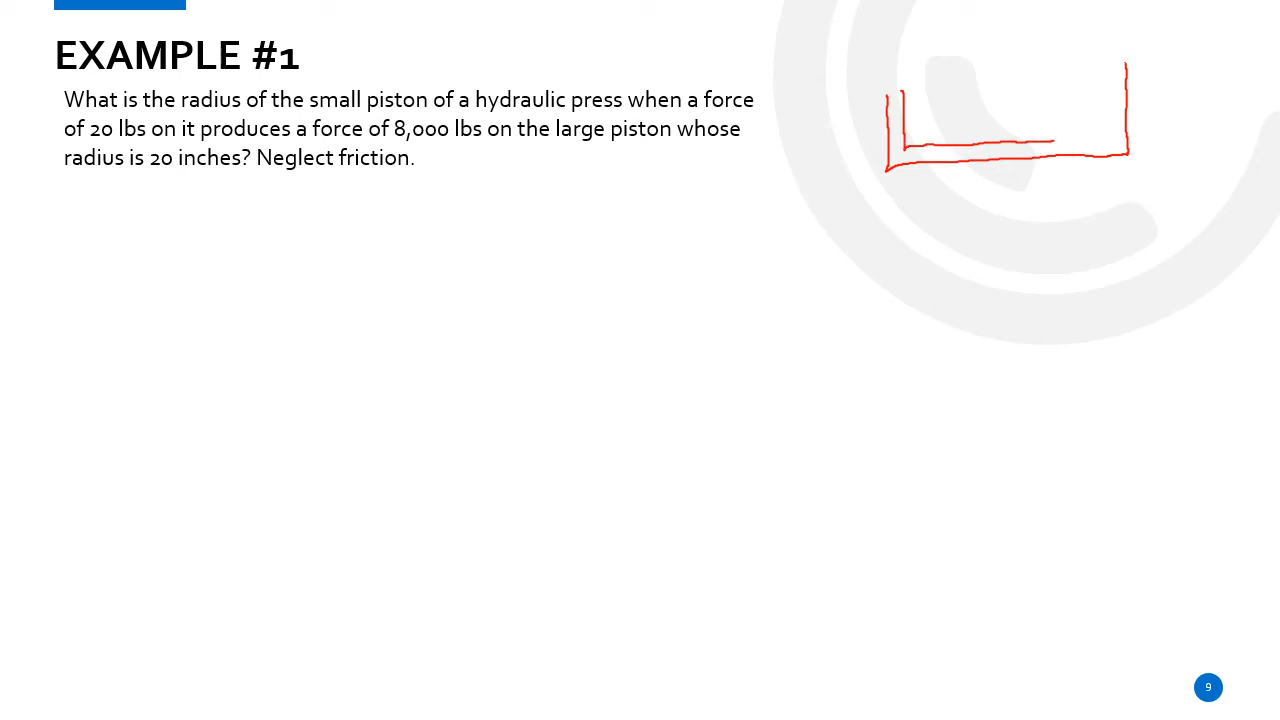 EXAMPLE #1
What is the radius of the small piston of a hydraulic press when a force
of 20 lbs on it produces a force of 8,000 lbs on the large piston whose
radius is 20 inches? Neglect friction.
9